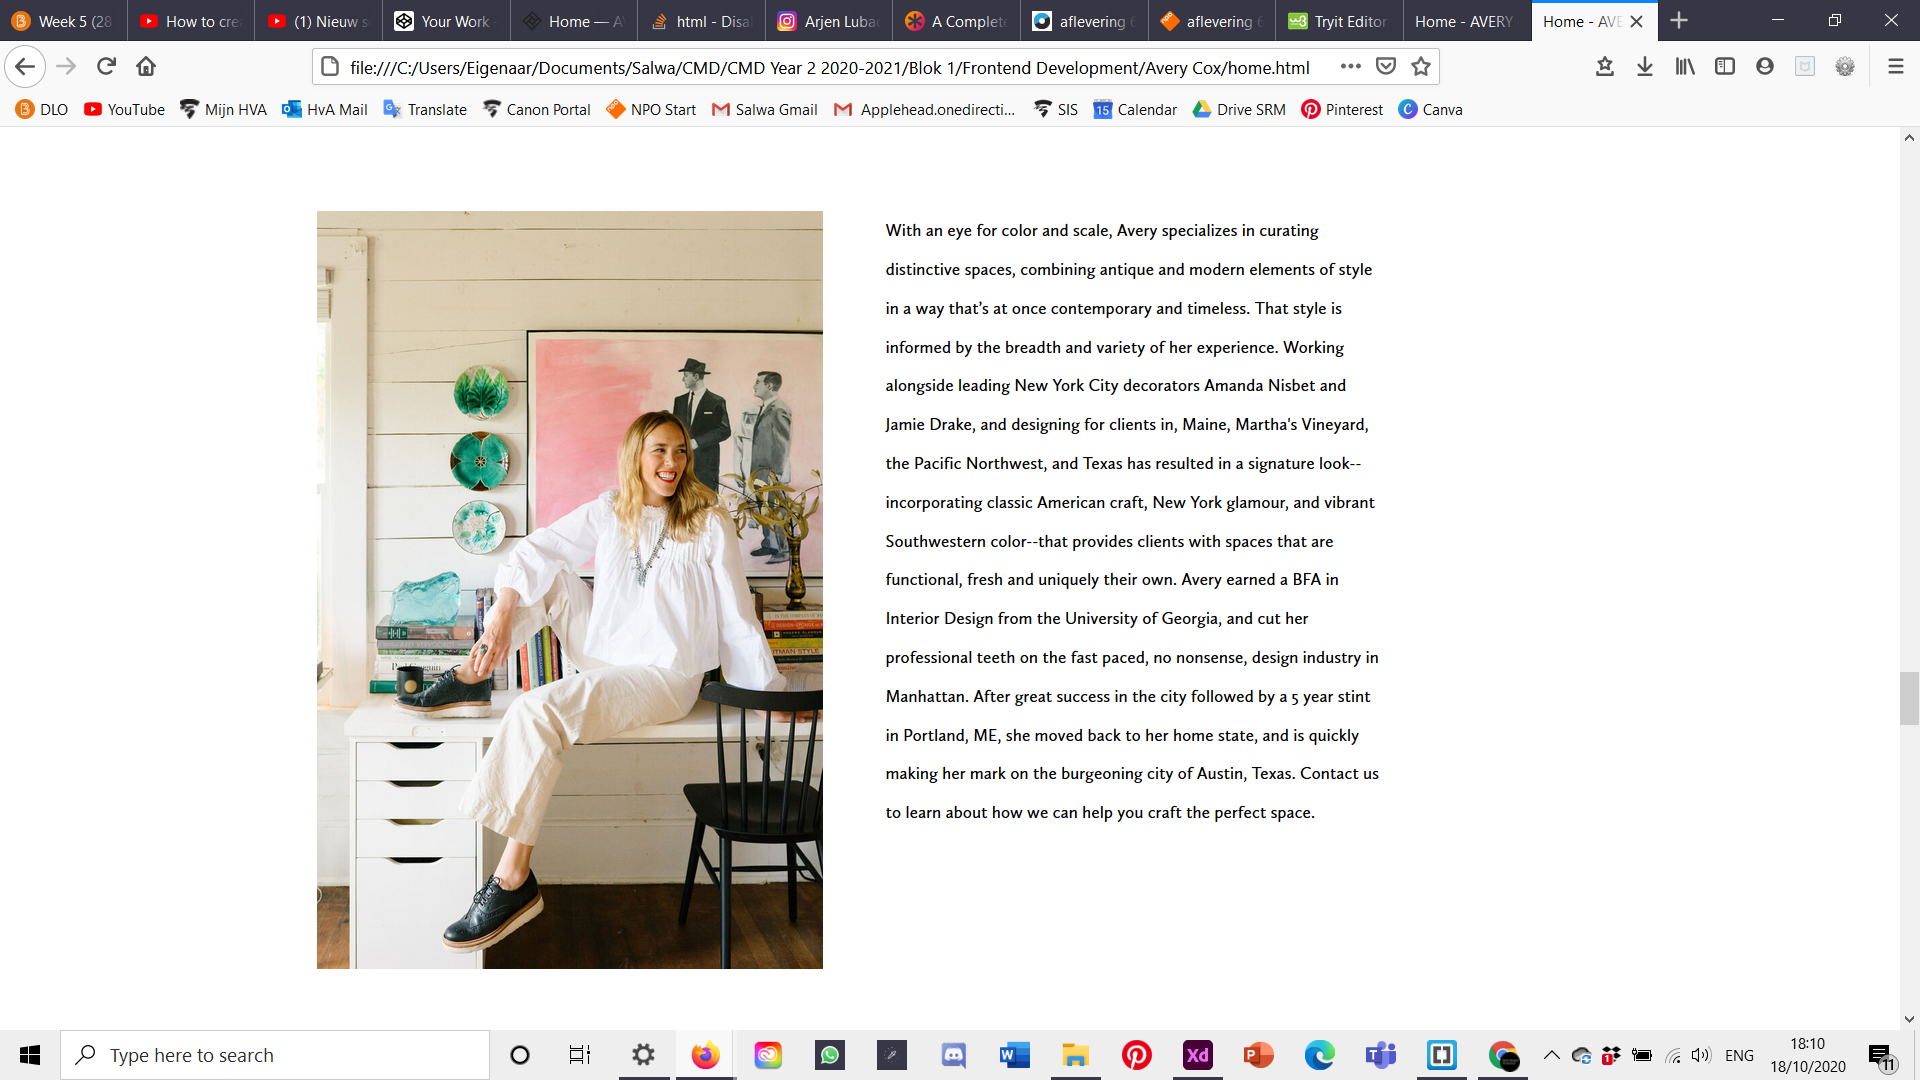 Week 5 (28
How to cre
(1) Nieuw s
Your Work
Home — A
html - Disa
Arjen Luba
A Complete
aflevering 6
aflevering 6
Tryit Editor
Home - AVERY
Home - AVE
file:///C:/Users/Eigenaar/Documents/Salwa/CMD/CMD Year 2 2020-2021/Blok 1/Frontend Development/Avery Cox/home.html
DLO
YouTube
Mijn HVA
HvA Mail
Translate
Canon Portal
NPO Start
Salwa Gmail
Applehead.onedirecti...
SIS
15
Calendar
Drive SRM
Pinterest
Canva
With an eye for color and scale, Avery specializes in curating
distinctive spaces, combining antique and modern elements of style
in a way that’s at once contemporary and timeless. That style is
informed by the breadth and variety of her experience. Working
alongside leading New York City decorators Amanda Nisbet and
Jamie Drake, and designing for clients in, Maine, Martha's Vineyard,
the Pacific Northwest, and Texas has resulted in a signature look--
incorporating classic American craft, New York glamour, and vibrant
Southwestern color--that provides clients with spaces that are
functional, fresh and uniquely their own. Avery earned a BFA in
Interior Design from the University of Georgia, and cut her
professional teeth on the fast paced, no nonsense, design industry in
Manhattan. After great success in the city followed by a 5 year stint
in Portland, ME, she moved back to her home state, and is quickly
making her mark on the burgeoning city of Austin, Texas. Contact us
to learn about how we can help you craft the perfect space.
Type here to search
Xd
1
ENG
18:10
18/10/2020
11